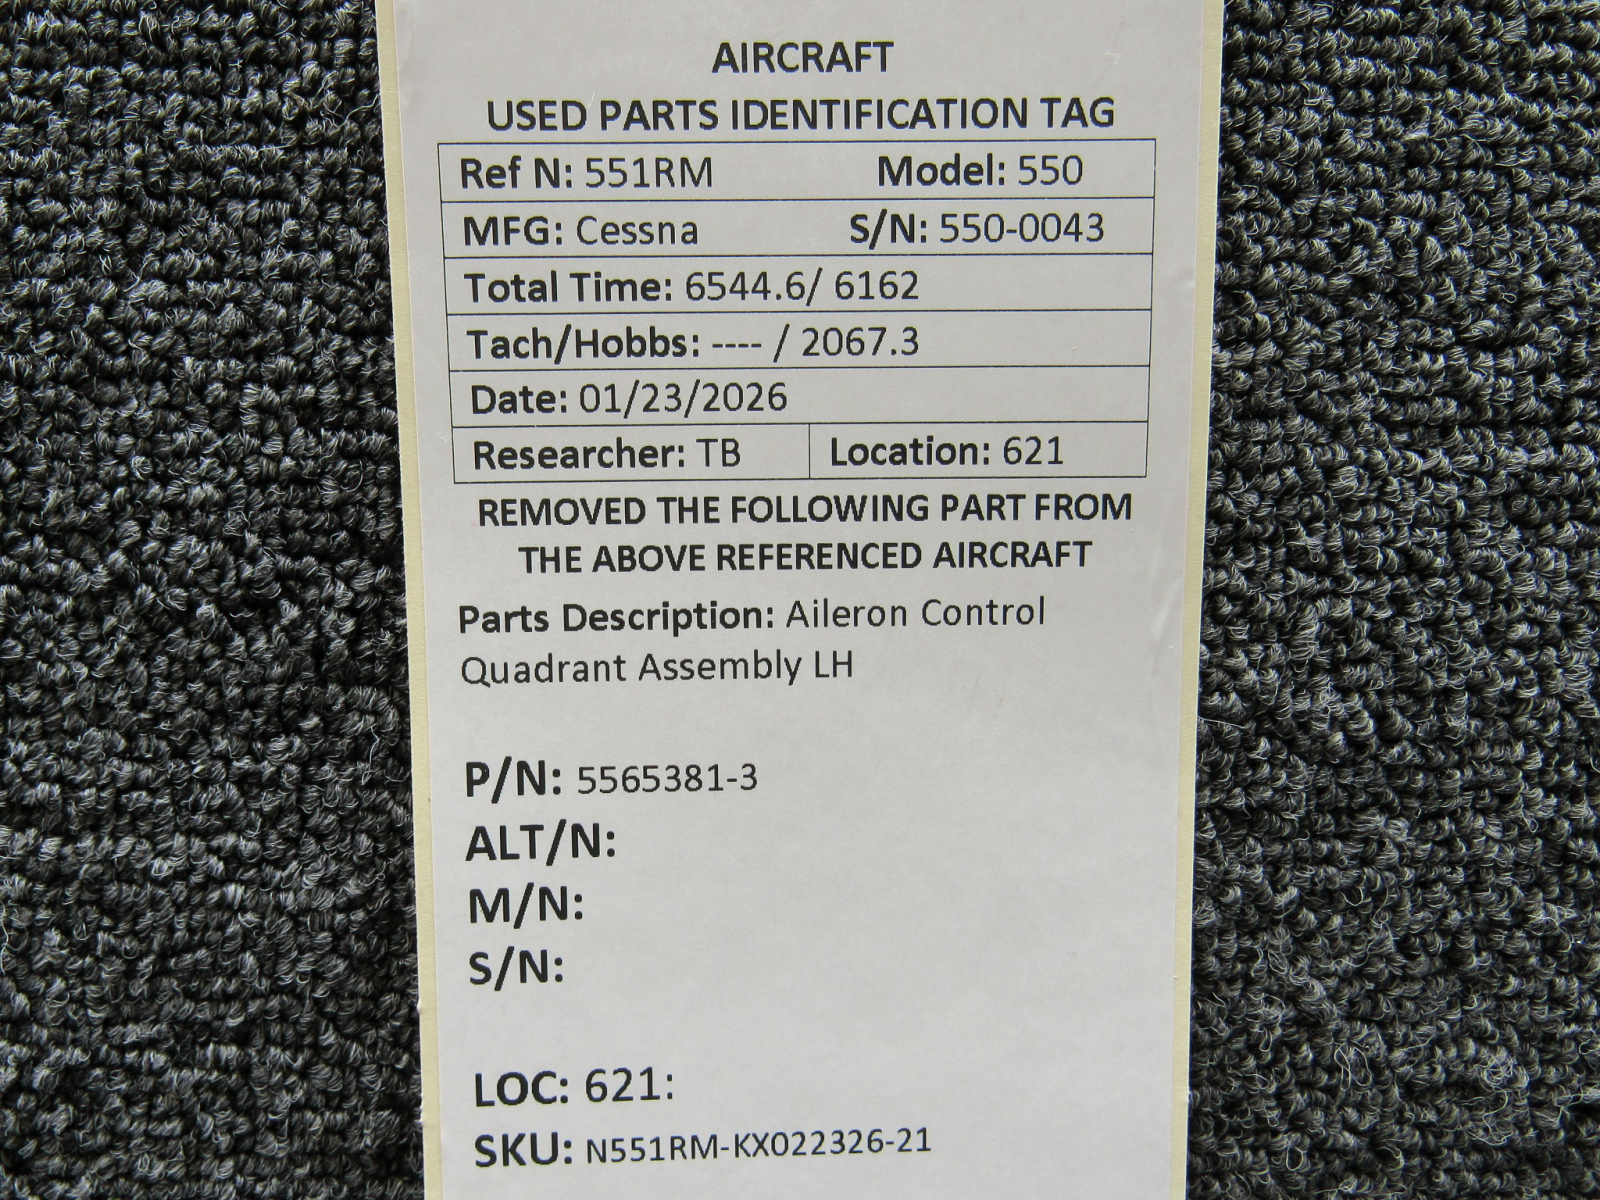 AIRCRAFT
USED PARTS IDENTIFICATION TAG
Ref N: 551RM Model: 550
MFG: Cessna S/N: 550-0043
Total Time: 6544.6/ 6162
Tach/Hobbs: ---- / 2067.3
Date: 01/23/2026
Researcher: TB Location: 621
REMOVED THE FOLLOWING PART FROM
THE ABOVE REFERENCED AIRCRAFT
Parts Description: Aileron Control
Quadrant Assembly LH
P/N: 5565381-3
ALT/N:
M/N:
S/N:
LOC: 621:
SKU: N551RM-KX022326-21